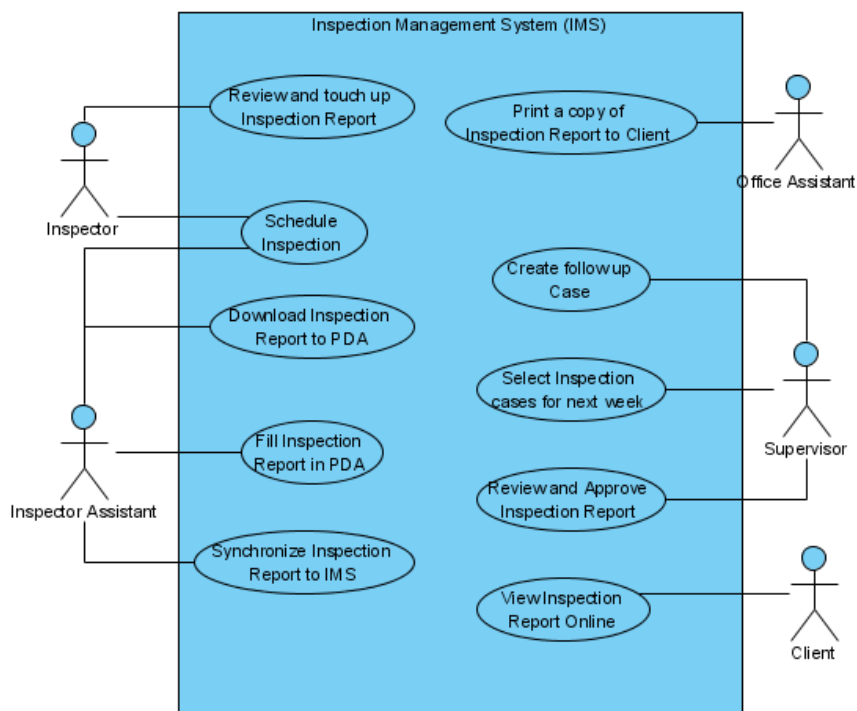 Inspection Management System (IMS)
Review and touch up
Inspection Report
Print a copy of
Inspection Report to Client
Office Assistant
Inspector
Schedule
Inspection
Create follow up
Case
Download Inspection
Report to PDA
Select Inspection
cases for next week
Supervisor
Fill Inspection
Report in PDA
Inspector Assistant
Review and Approve
Inspection Report
Synchronize Inspection
Report to IMS
View Inspection
Report Online
Client